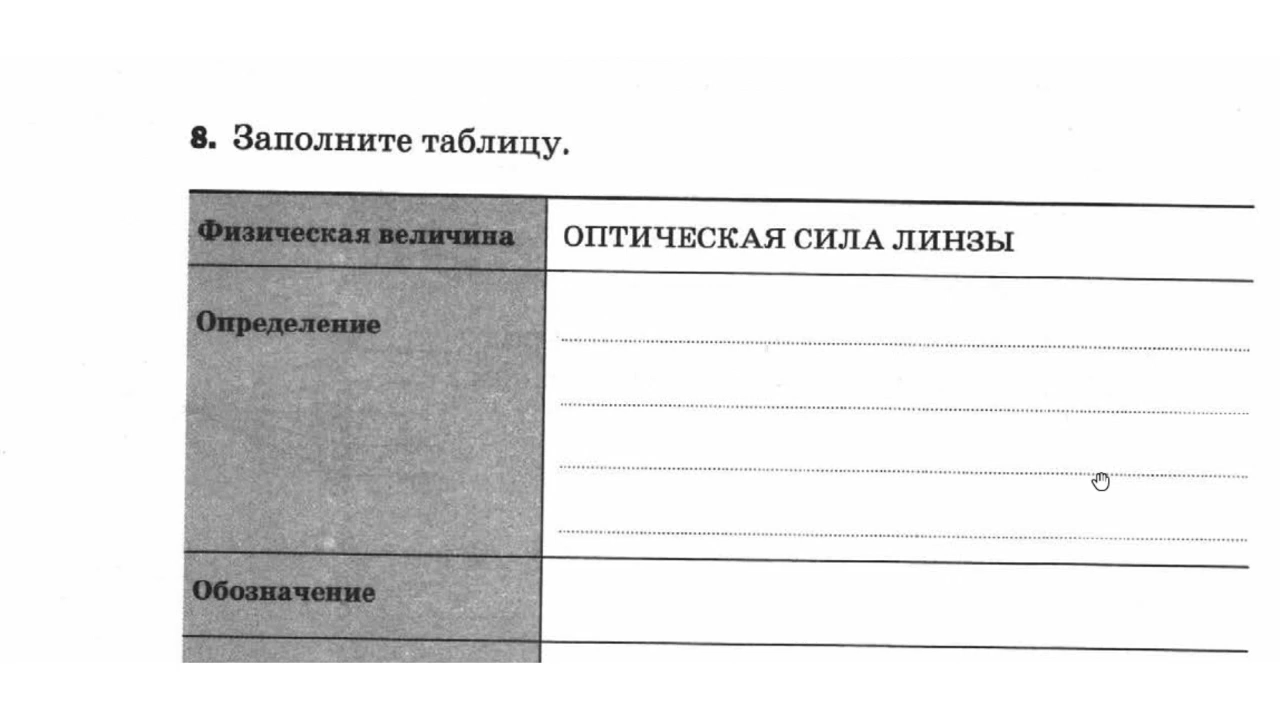 8. Заполните таблицу.
Физическая величина ОПТИЧЕСКАЯ СИЛА ЛИНЗЫ
Определение
Обозначение